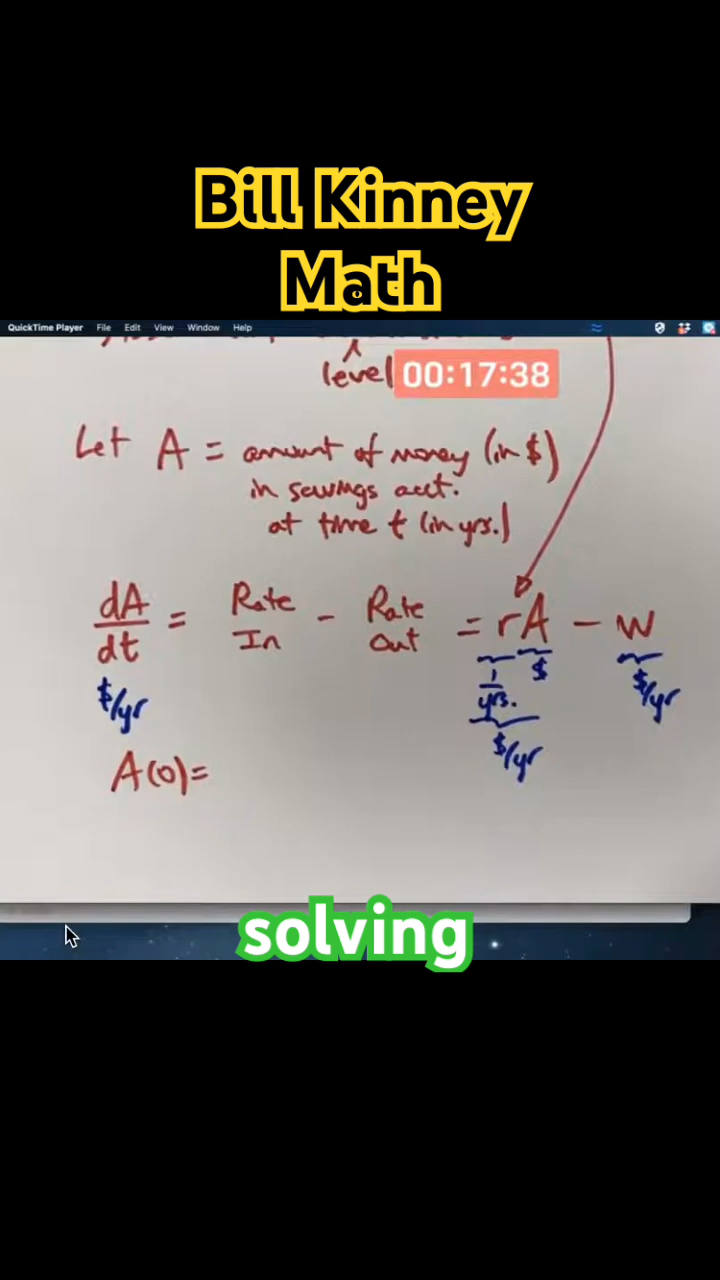 Bill Kinney
Math
QuickTime Player File Edit View Window Help
level 00:17:38
Let A = amount of money (in $)
in savings acct.
at time t (in yrs.)
dA/dt = Rate In - Rate Out = rA - w
$/yr 1/yrs. $ $/yr
$/yr
A(0)=
solving